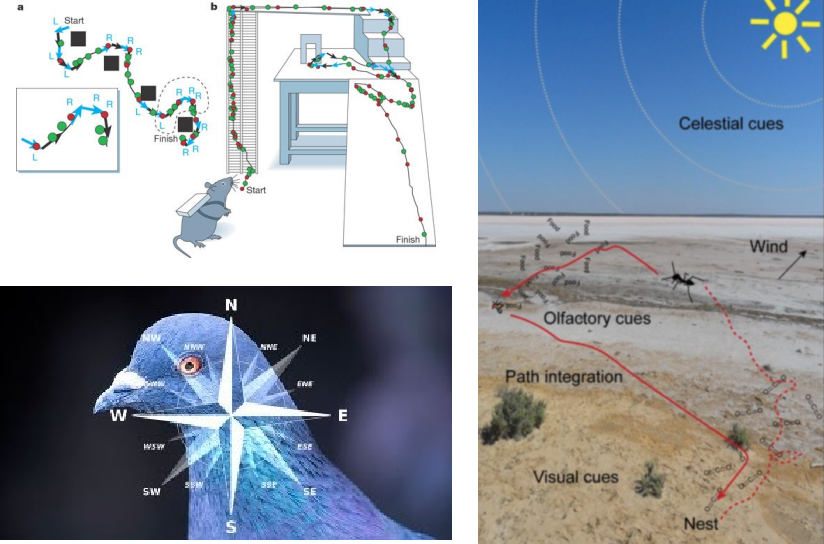 a
Start
L
R
R
R
L
L
R
R
R
R
R
L
L
L
R
R
R
Finish
R
R
L
b
Start
Finish
N
NW
NNW
NNE
NE
ENE
W
E
WSW
ESE
SW
SSW
SSE
SE
S
Celestial cues
Wind
Food
Food
Food
Food
Food
Food
Food
Food
Olfactory cues
Path integration
Visual cues
Nest